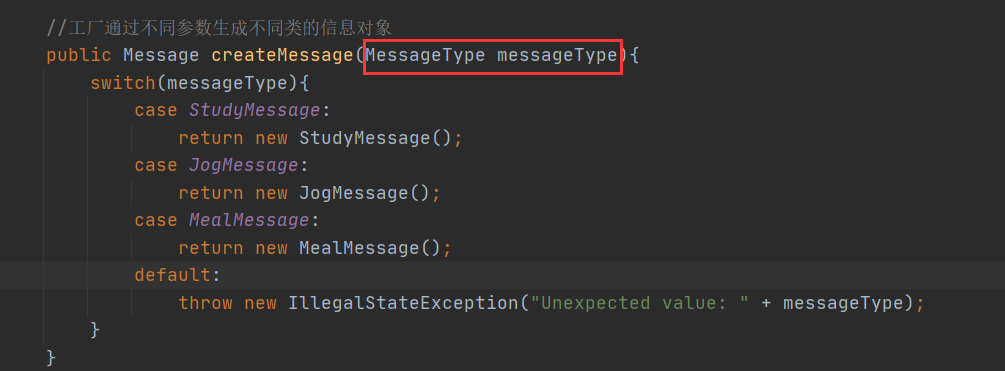 //工厂通过不同参数生成不同类的信息对象
public Message createMessage(MessageType messageType){
switch(messageType){
case StudyMessage:
return new StudyMessage();
case JogMessage:
return new JogMessage();
case MealMessage:
return new MealMessage();
default:
throw new IllegalStateException("Unexpected value: " + messageType);
}
}